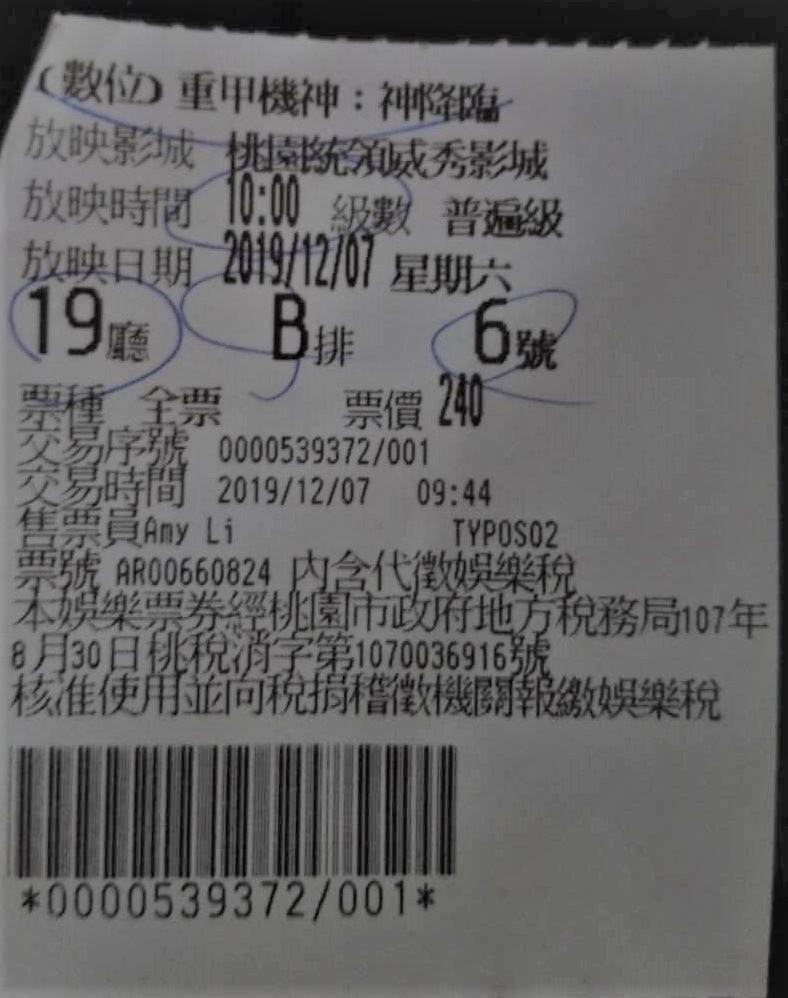 (數位) 重甲機神：神降臨
放映影城 桃園統領威秀影城
放映時間 10:00 級數 普遍級
放映日期 2019/12/07 星期六
19廳 B排 6號
票種 全票 票價 240
交易序號 0000539372/001
交易時間 2019/12/07 09:44
售票員Amy Li TYPOS02
票號 AR00660824 內含代徵娛樂稅
本娛樂票券經桃園市政府地方稅務局107年
8月30日桃稅消字第1070036916號
核准使用並向稅捐稽徵機關報繳娛樂稅
*0000539372/001*